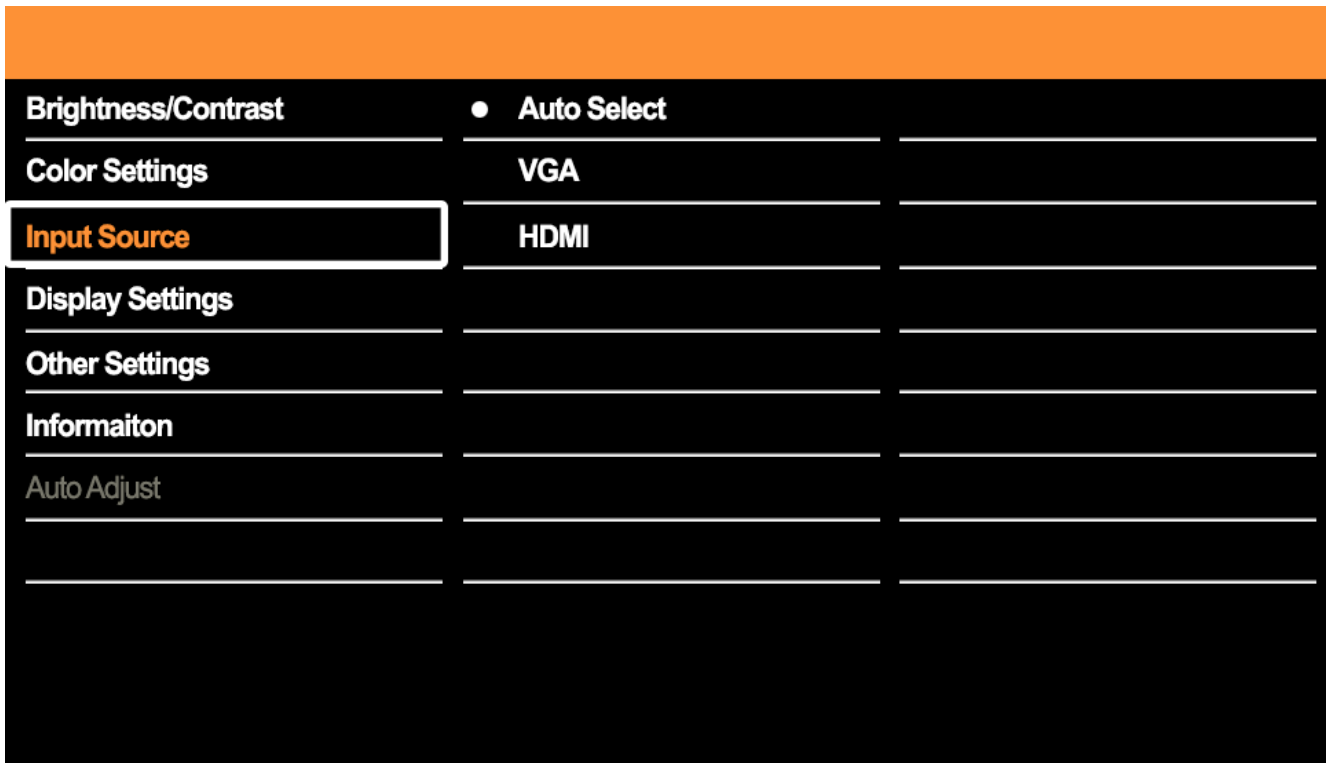 Brightness/Contrast
Color Settings
Input Source
Display Settings
Other Settings
Informaiton
Auto Adjust
● Auto Select
VGA
HDMI